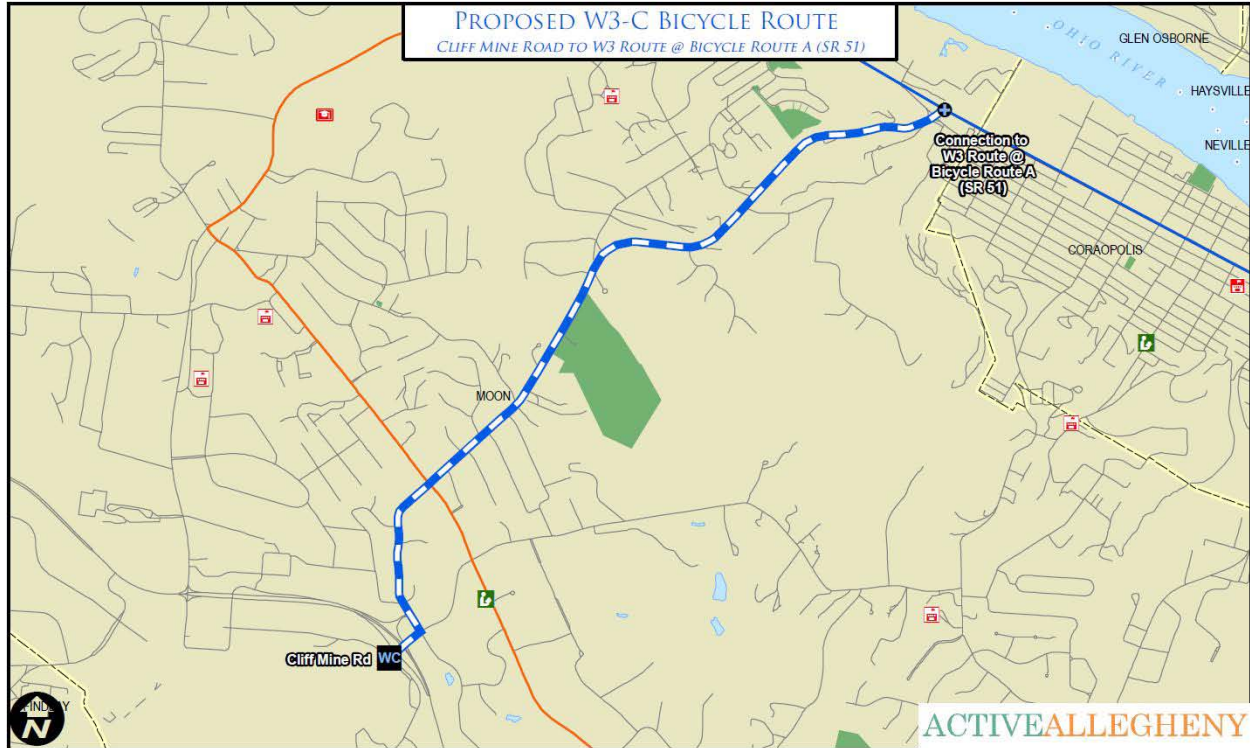 PROPOSED W3-C BICYCLE ROUTE
CLIFF MINE ROAD TO W3 ROUTE @ BICYCLE ROUTE A (SR 51)
OHIO RIVER
GLEN OSBORNE
HAYSVILLE
NEVILLE
Connection to
W3 Route @
Bicycle Route A
(SR 51)
CORAOPOLIS
MOON
Cliff Mine Rd
WC
FINDLAY
N
ACTIVEALLEGHENY